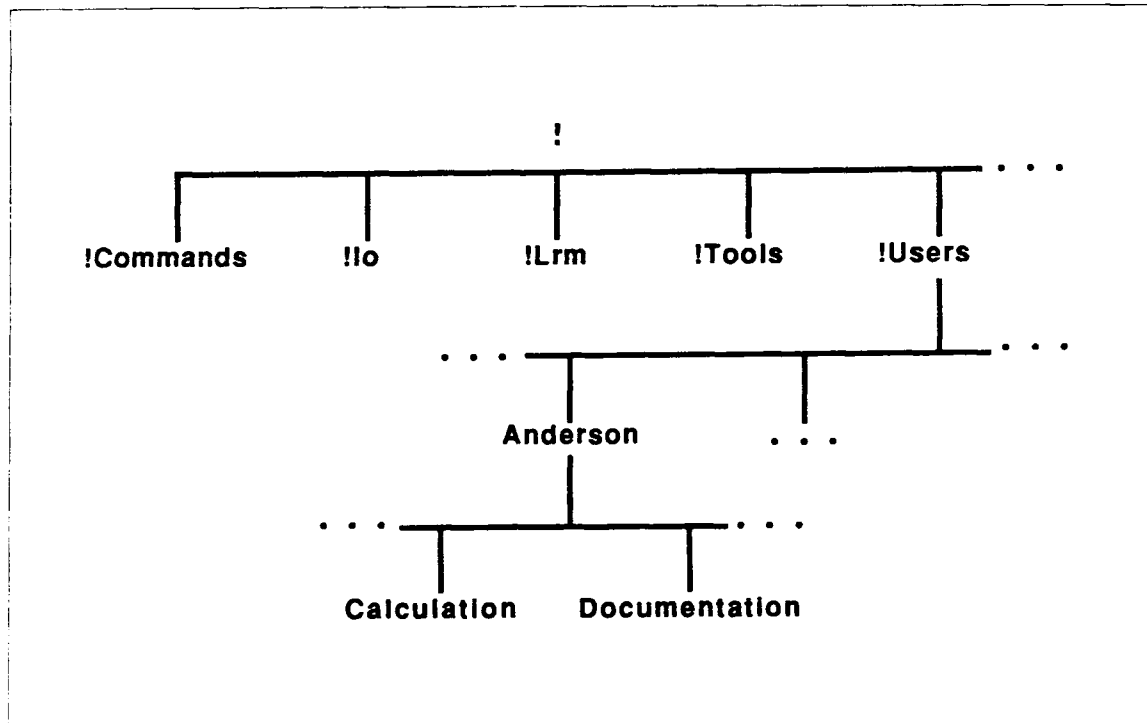 !
. . .
!Commands !Io !Lrm !Tools !Users
. . . . . .
Anderson . . .
. . . . . .
Calculation Documentation